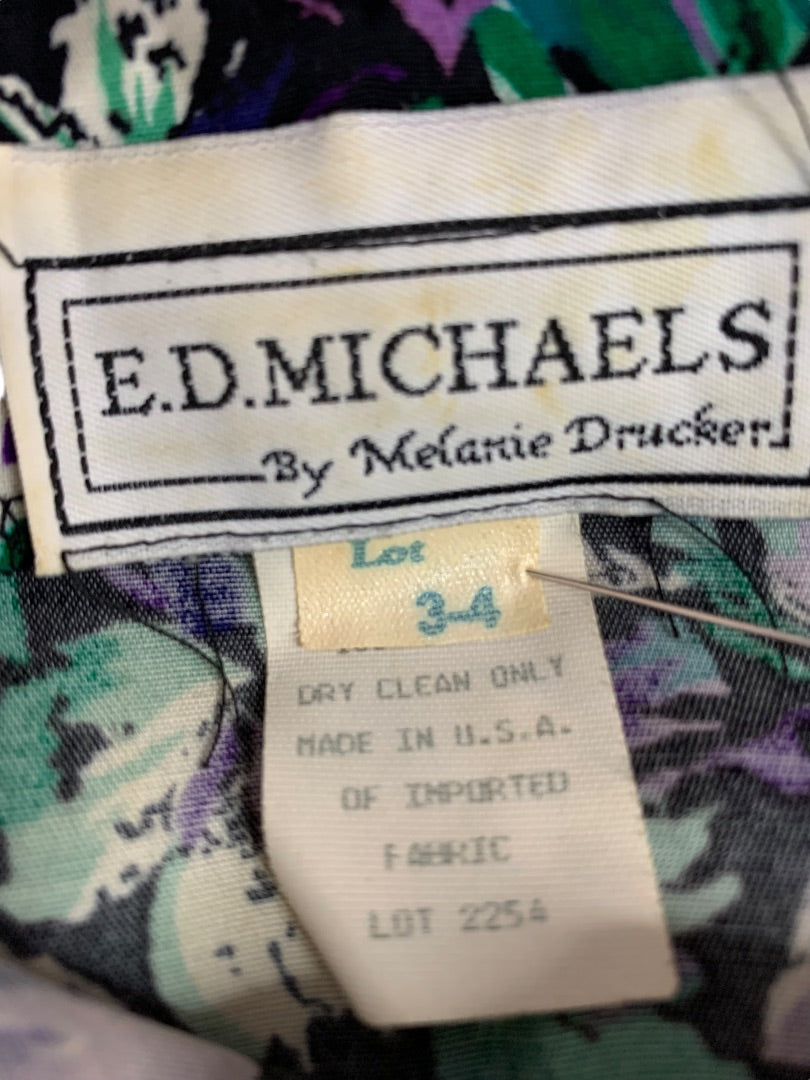 E.D.MICHAELS
By Melanie Drucker
Lot
3-4
DRY CLEAN ONLY
MADE IN U.S.A.
OF IMPORTED
FABRIC
LOT 2254